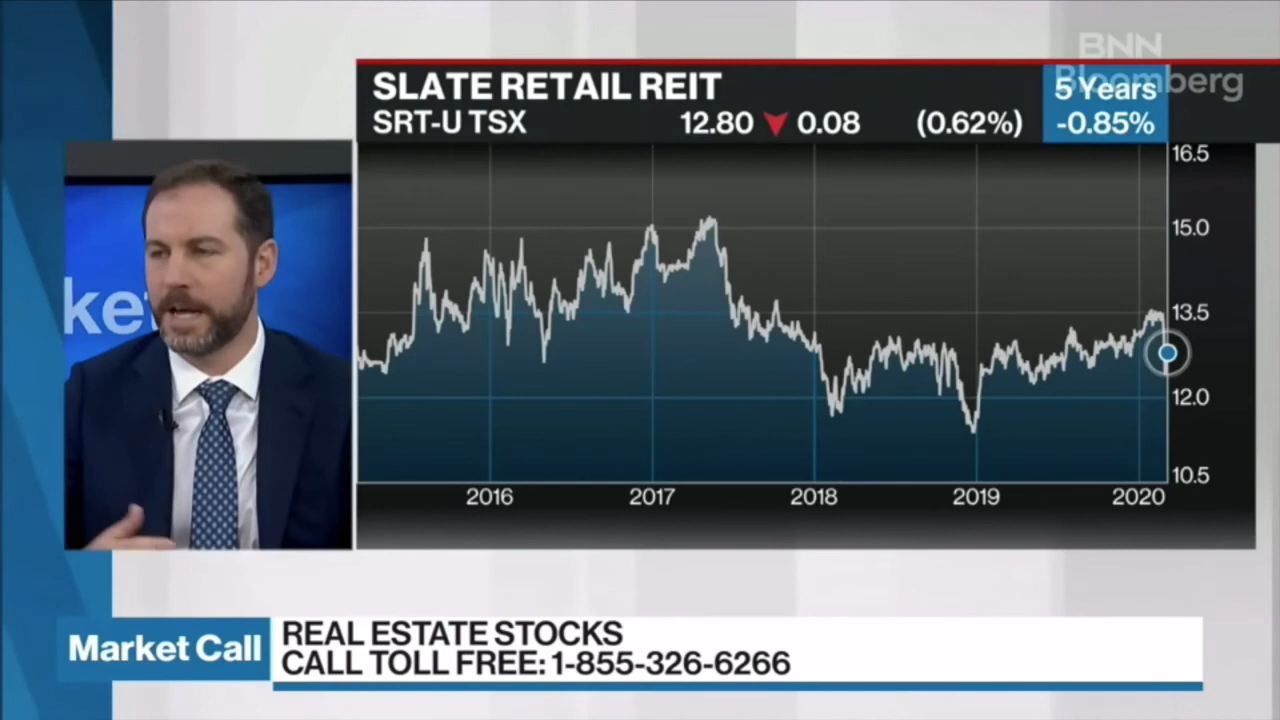 BNN
Bloomberg
SLATE RETAIL REIT
SRT-U TSX 12.80 0.08 (0.62%)
5 Years
-0.85%
16.5
15.0
13.5
12.0
10.5
2016 2017 2018 2019 2020
ket
Market Call
REAL ESTATE STOCKS
CALL TOLL FREE: 1-855-326-6266